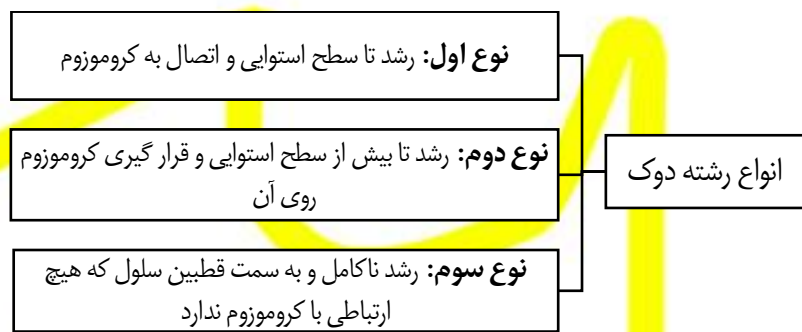 انواع رشته دوک
نوع اول: رشد تا سطح استوایی و اتصال به کروموزوم
نوع دوم: رشد تا بیش از سطح استوایی و قرار گیری کروموزوم
روی آن
نوع سوم: رشد ناکامل و به سمت قطبین سلول که هیچ
ارتباطی با کروموزوم ندارد